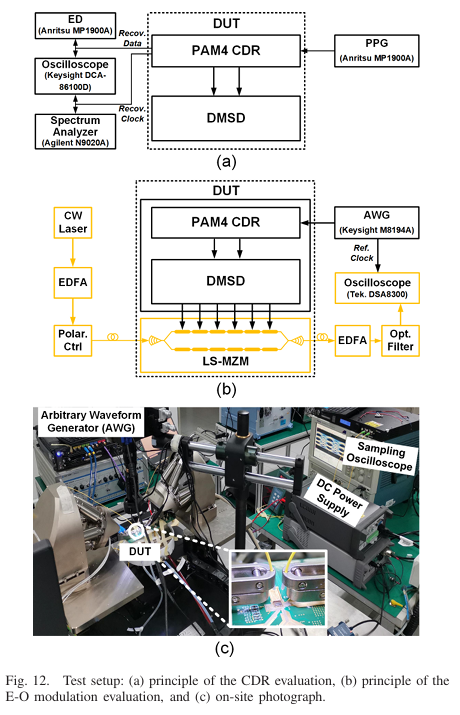 DUT
ED
(Anritsu MP1900A)
Recov.
Data
PAM4 CDR
PPG
(Anritsu MP1900A)
Oscilloscope
(Keysight DCA-
86100D)
Recov.
Clock
Spectrum
Analyzer
(Agilent N9020A)
DMSD
(a)
DUT
CW
Laser
PAM4 CDR
AWG
(Keysight M8194A)
Ref.
Clock
EDFA
DMSD
Oscilloscope
(Tek. DSA8300)
Polar.
Ctrl
LS-MZM
EDFA
Opt.
Filter
(b)
Arbitrary Waveform
Generator (AWG)
Sampling
Oscilloscope
DC Power
Supply
DUT
(c)
Fig. 12. Test setup: (a) principle of the CDR evaluation, (b) principle of the
E-O modulation evaluation, and (c) on-site photograph.